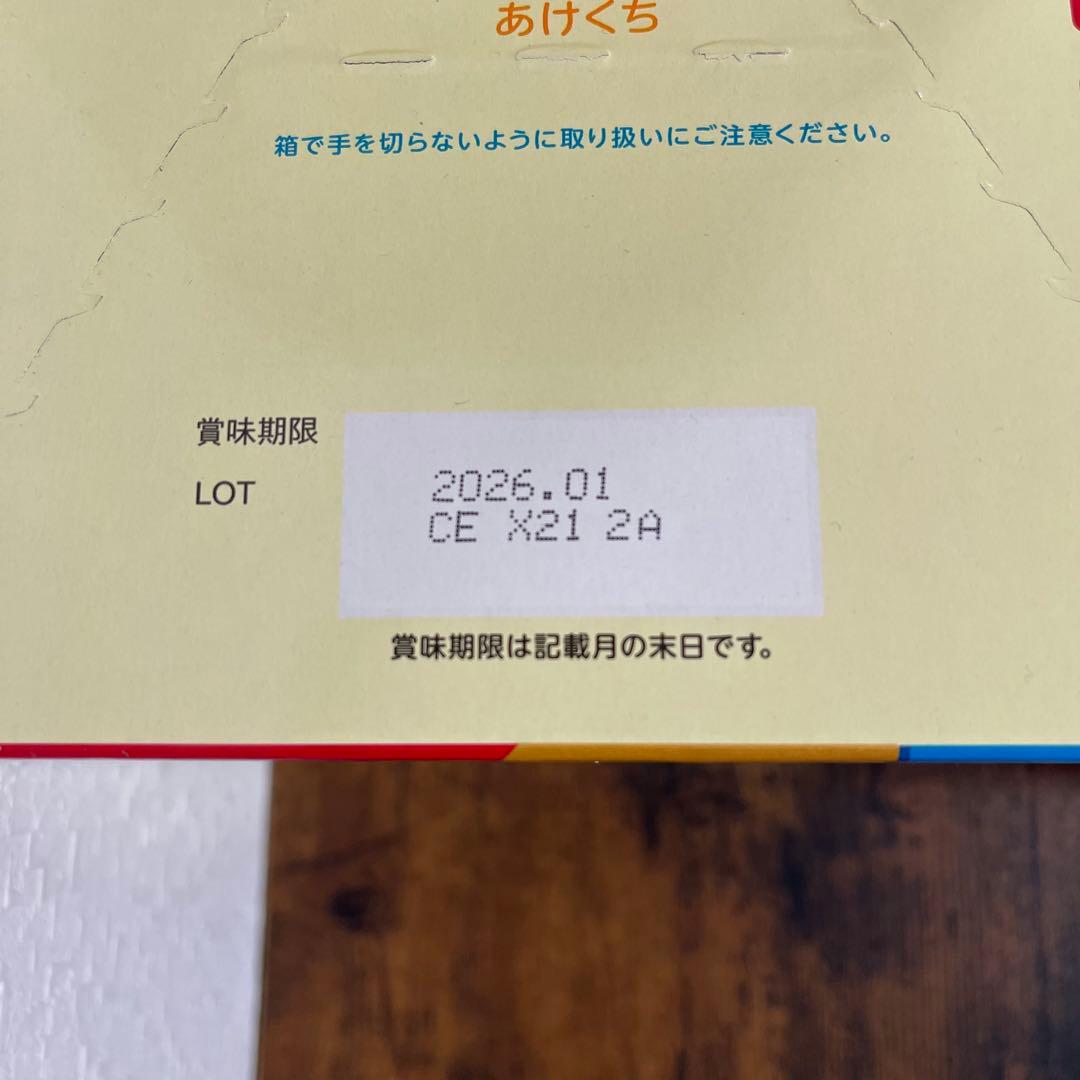 あけくち
箱で手を切らないように取り扱いにご注意ください。
賞味期限
LOT
2026.01
CE X21 2A
賞味期限は記載月の末日です。